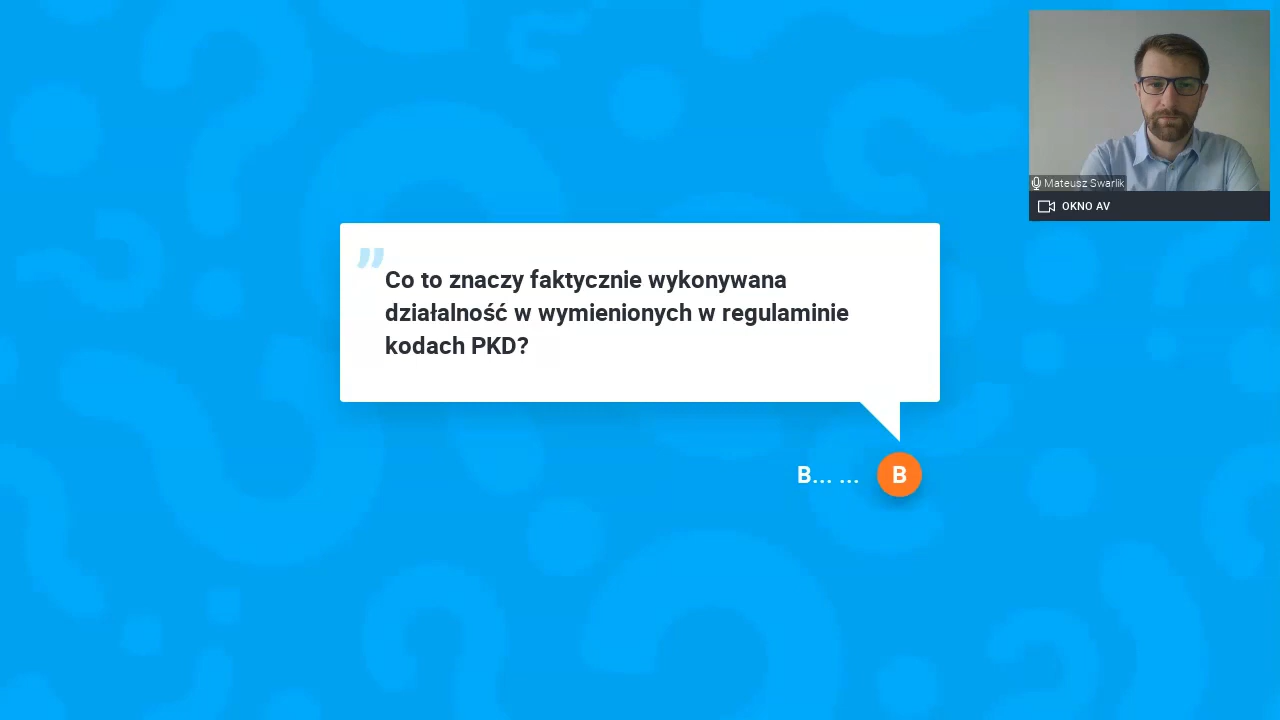 Mateusz Swarlik
OKNO AV
”
Co to znaczy faktycznie wykonywana
działalność w wymienionych w regulaminie
kodach PKD?
B... ...
B